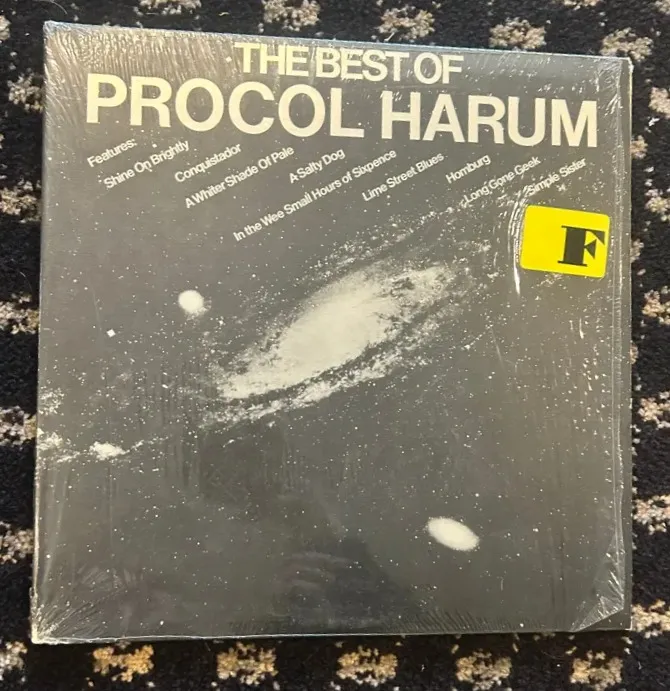 THE BEST OF
PROCOL HARUM
Features:
Shine On Brightly
Conquistador
A Whiter Shade Of Pale
A Salty Dog
In the Wee Small Hours of Sixpence
Lime Street Blues
Homburg
Long Gone Geek
Simple Sister
F